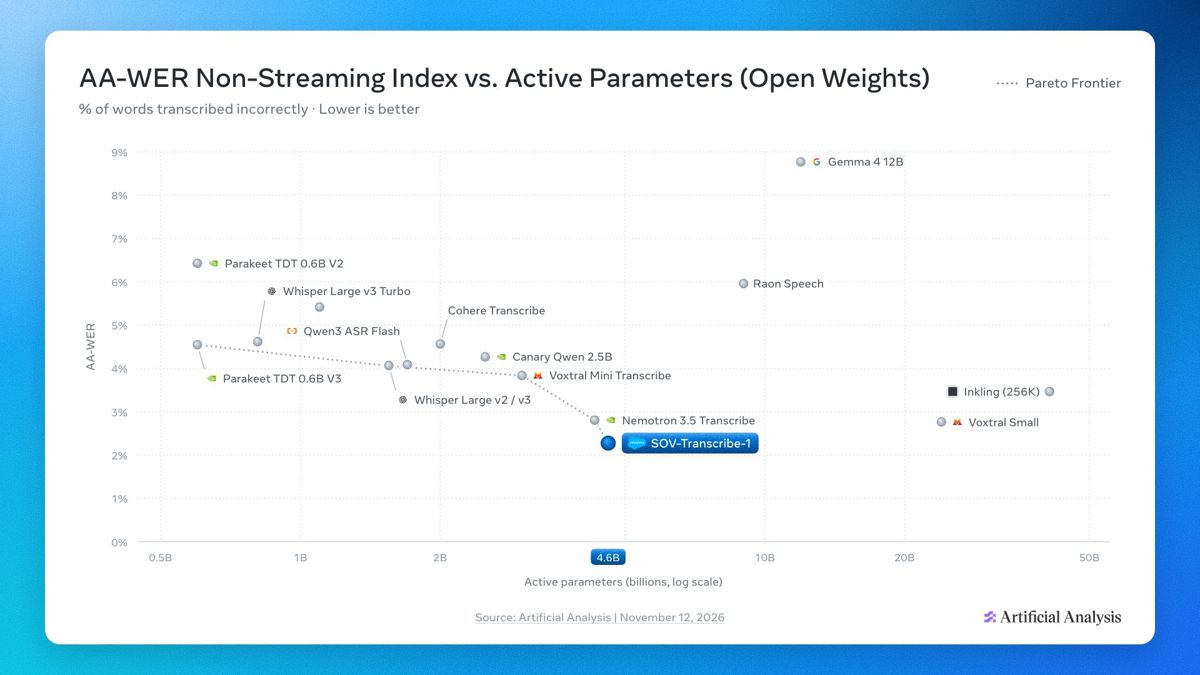 AA-WER Non-Streaming Index vs. Active Parameters (Open Weights)
% of words transcribed incorrectly · Lower is better
Pareto Frontier
9%
Gemma 4 12B
8%
7%
Parakeet TDT 0.6B V2
6%
Raon Speech
Whisper Large v3 Turbo
Cohere Transcribe
5%
Qwen3 ASR Flash
AA-WER
Canary Qwen 2.5B
4%
Parakeet TDT 0.6B V3
Voxtral Mini Transcribe
Inkling (256K)
Whisper Large v2 / v3
3%
Nemotron 3.5 Transcribe
Voxtral Small
SOV-Transcribe-1
2%
1%
0%
0.5B
1B
2B
4.6B
10B
20B
50B
Active parameters (billions, log scale)
Source: Artificial Analysis | November 12, 2026
Artificial Analysis